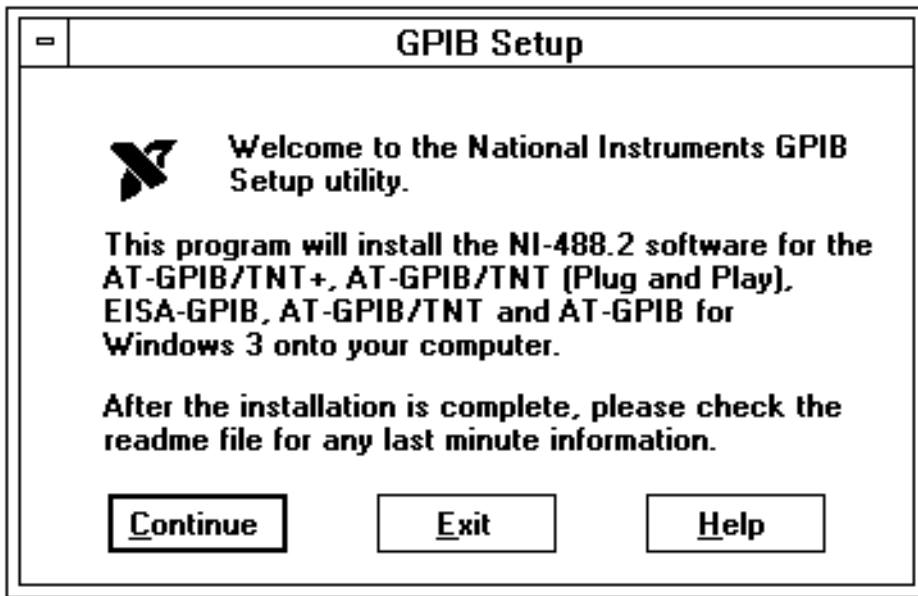 GPIB Setup
Welcome to the National Instruments GPIB
Setup utility.
This program will install the NI-488.2 software for the
AT-GPIB/TNT+, AT-GPIB/TNT (Plug and Play),
EISA-GPIB, AT-GPIB/TNT and AT-GPIB for
Windows 3 onto your computer.
After the installation is complete, please check the
readme file for any last minute information.
Continue Exit Help